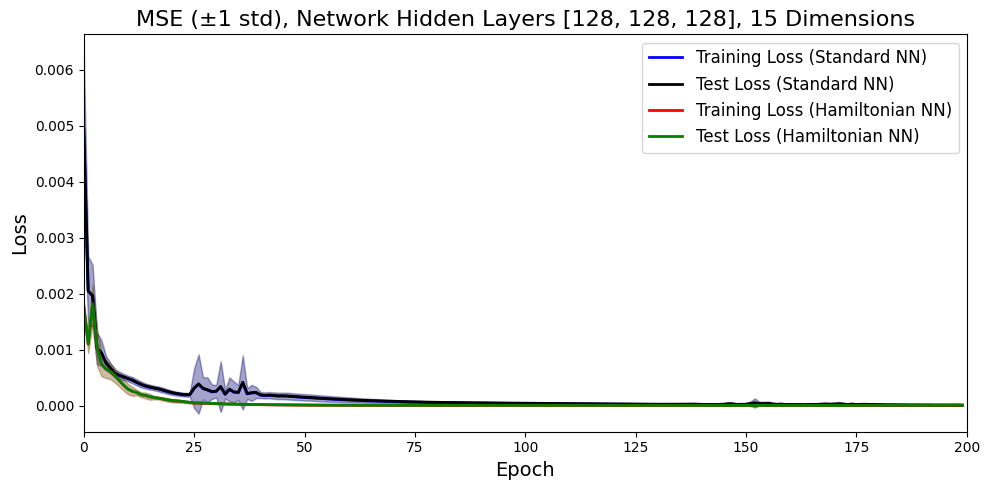 MSE (±1 std), Network Hidden Layers [128, 128, 128], 15 Dimensions
Training Loss (Standard NN)
Test Loss (Standard NN)
Training Loss (Hamiltonian NN)
Test Loss (Hamiltonian NN)
Loss
0.006
0.005
0.004
0.003
0.002
0.001
0.000
0 25 50 75 100 125 150 175 200
Epoch